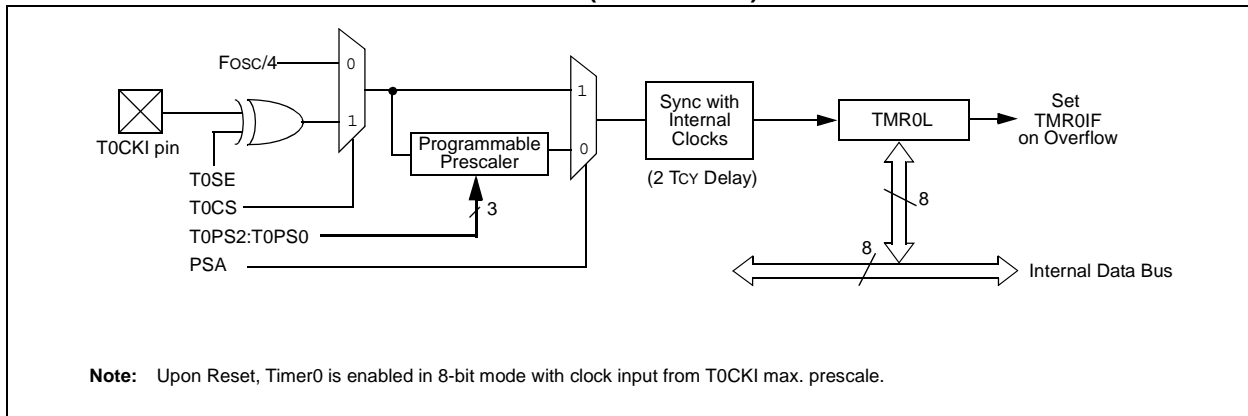 FOSC/4
0
1
T0CKI pin
T0SE
T0CS
T0PS2:T0PS0
PSA
Programmable
Prescaler
3
1
0
Sync with
Internal
Clocks
(2 TCY Delay)
TMR0L
Set
TMR0IF
on Overflow
8
8
Internal Data Bus
Note: Upon Reset, Timer0 is enabled in 8-bit mode with clock input from T0CKI max. prescale.